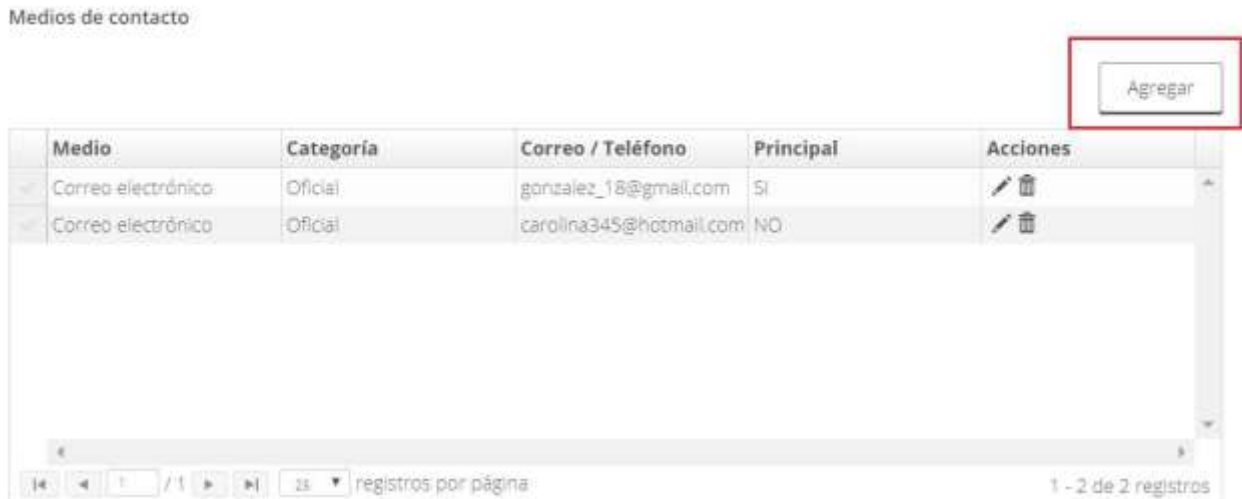 Medios de contacto
Agregar
Medio Categoría Correo / Teléfono Principal Acciones
Correo electrónico Oficial gonzalez_18@gmail.com SI
Correo electrónico Oficial carolina345@hotmail.com NO
1 / 1 25 registros por página 1 - 2 de 2 registros